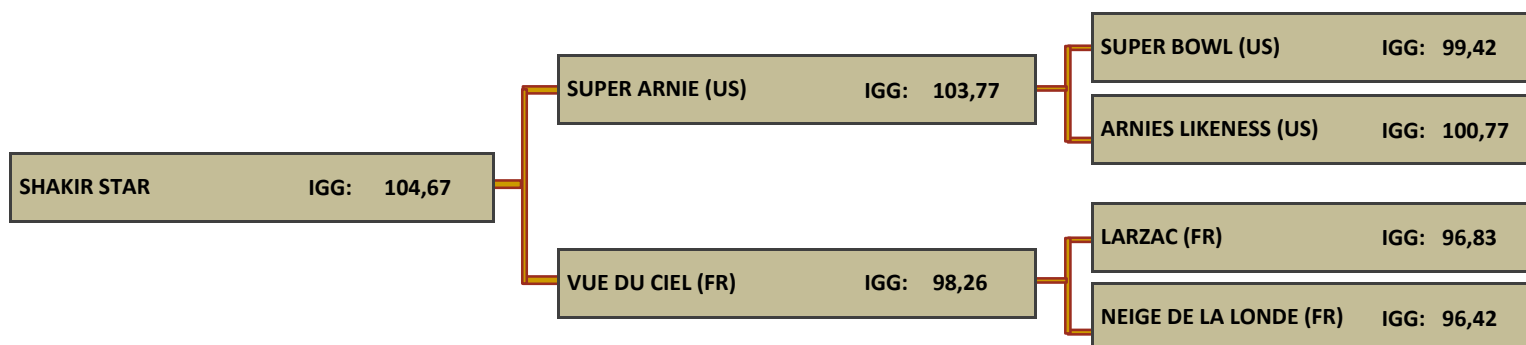 SUPER BOWL (US) IGG: 99,42
SUPER ARNIE (US) IGG: 103,77
ARNIES LIKENESS (US) IGG: 100,77
SHAKIR STAR IGG: 104,67
LARZAC (FR) IGG: 96,83
VUE DU CIEL (FR) IGG: 98,26
NEIGE DE LA LONDE (FR) IGG: 96,42